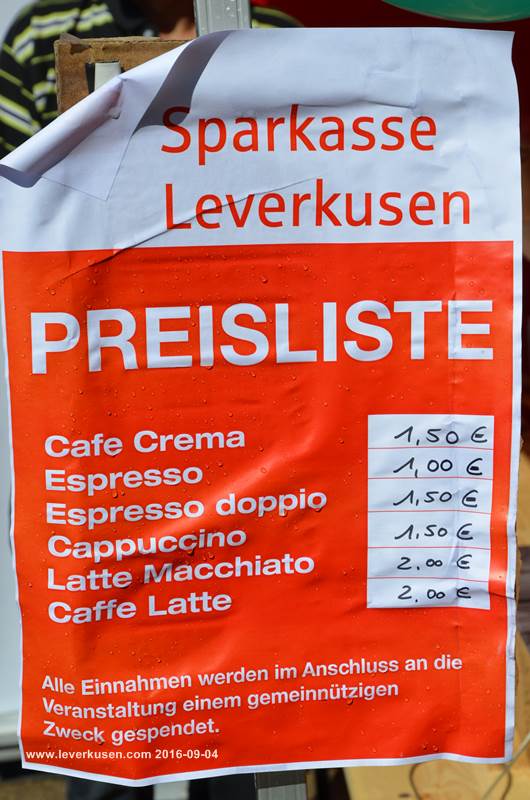 Sparkasse
Leverkusen
PREISLISTE
Cafe Crema 1,50 €
Espresso 1,00 €
Espresso doppio 1,50 €
Cappuccino 1,50 €
Latte Macchiato 2,00 €
Caffe Latte 2,00 €
Alle Einnahmen werden im Anschluss an die
Veranstaltung einem gemeinnützigen
Zweck gespendet.
www.leverkusen.com 2016-09-04